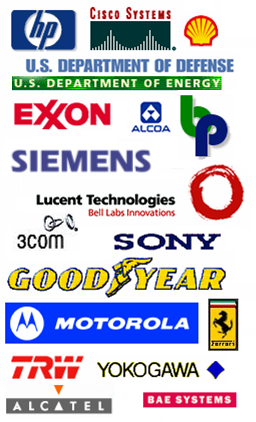 hp
CISCO SYSTEMS
U.S. DEPARTMENT OF DEFENSE
U.S. DEPARTMENT OF ENERGY
EXXON
ALCOA
bp
SIEMENS
Lucent Technologies
Bell Labs Innovations
3com
SONY
GOODYEAR
MOTOROLA
Ferrari
TRW
YOKOGAWA
ALCATEL
BAE SYSTEMS